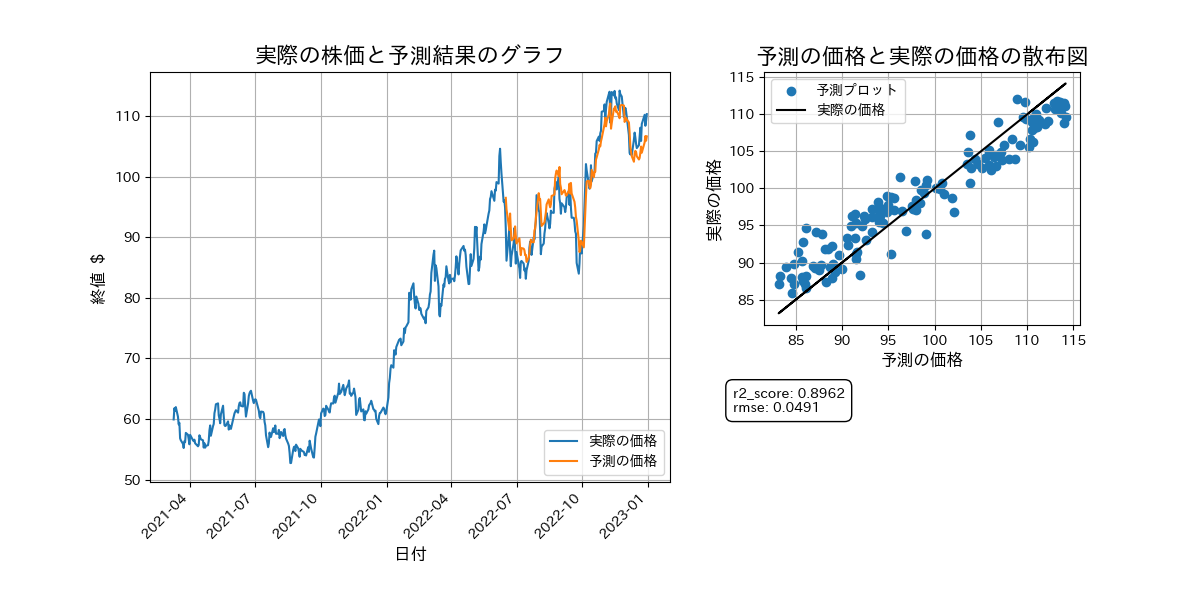 実際の株価と予測結果のグラフ
終値 $
110
100
90
80
70
60
50
2021-04
2021-07
2021-10
2022-01
2022-04
2022-07
2022-10
2023-01
日付
実際の価格
予測の価格
予測の価格と実際の価格の散布図
実際の価格
115
110
105
100
95
90
85
85
90
95
100
105
110
115
予測の価格
予測プロット
実際の価格
r2_score: 0.8962
rmse: 0.0491